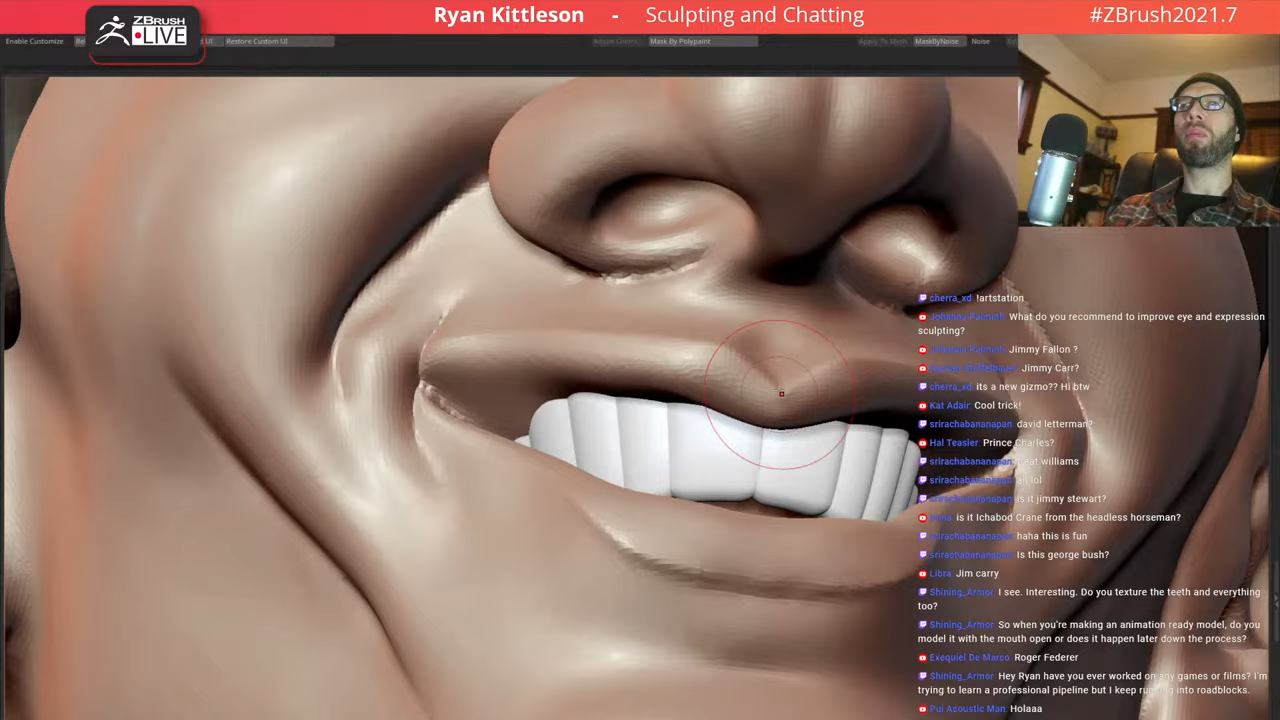 ZBRUSH
LIVE
Ryan Kittleson - Sculpting and Chatting
#ZBrush2021.7
Enable Customize
UI
Restore Custom UI
Mask By Polypaint
MaskByNoise
Noise
cherra_xd !artstation
What do you recommend to improve eye and expression
sculpting?
Jimmy Fallon ?
Jimmy Carr?
cherra_xd its a new gizmo?? Hi btw
Kat Adair: Cool trick!
srirachabananapan david letterman?
Hal Teasler: Prince Charles?
srirachabananapan williams
lol
srirachabananapan is it jimmy stewart?
is it Ichabod Crane from the headless horseman?
srirachabananapan haha this is fun
srirachabananapan Is this george bush?
Libra: Jim carry
Shining_Armor I see. Interesting. Do you texture the teeth and everything
too?
Shining_Armor So when you're making an animation ready model, do you
model it with the mouth open or does it happen later down the process?
Exequiel De Marco: Roger Federer
Shining_Armor Hey Ryan have you ever worked on any games or films? I'm
trying to learn a professional pipeline but I keep running into roadblocks.
Pui Acoustic Man: Holaaa